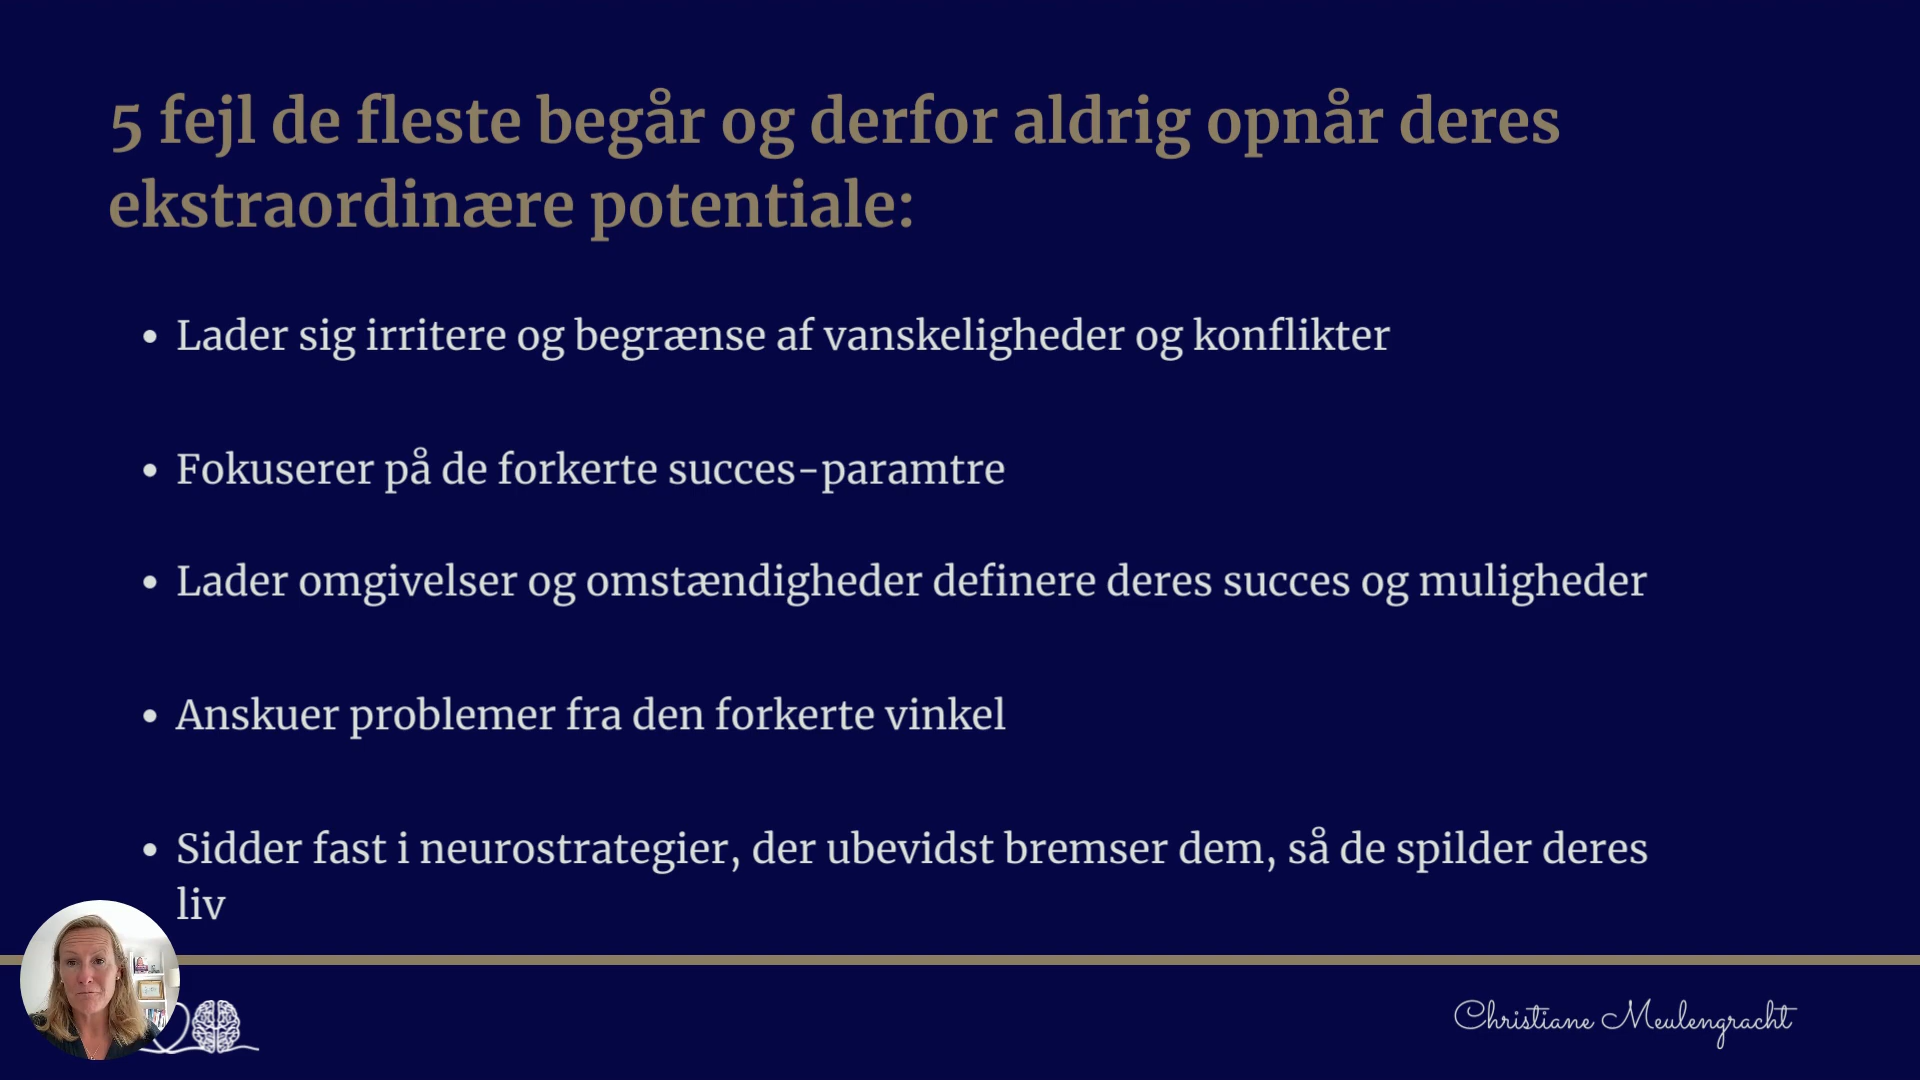 5 fejl de fleste begår og derfor aldrig opnår deres
ekstraordinære potentiale:
• Lader sig irritere og begrænse af vanskeligheder og konflikter
• Fokuserer på de forkerte succes-paramtre
• Lader omgivelser og omstændigheder definere deres succes og muligheder
• Anskuer problemer fra den forkerte vinkel
• Sidder fast i neurostrategier, der ubevidst bremser dem, så de spilder deres
liv
Christiane Meulengracht